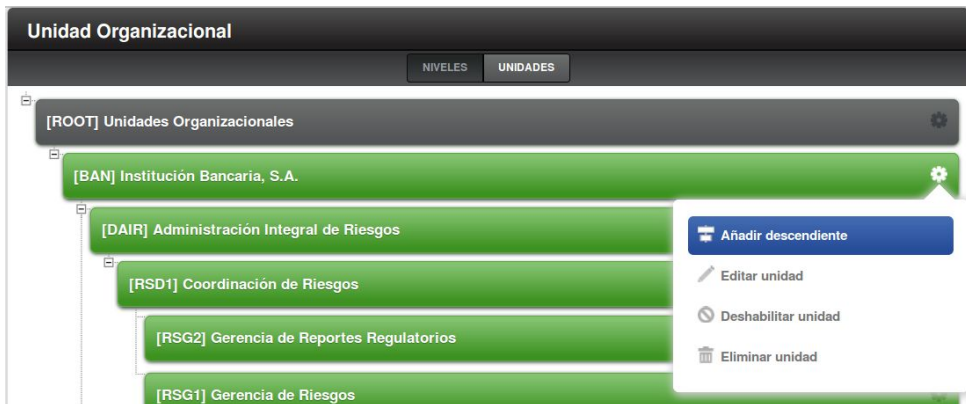 Unidad Organizacional
NIVELES UNIDADES
[ROOT] Unidades Organizacionales
[BAN] Institución Bancaria, S.A.
[DAIR] Administración Integral de Riesgos
Añadir descendiente
Editar unidad
[RSD1] Coordinación de Riesgos
Deshabilitar unidad
[RSG2] Gerencia de Reportes Regulatorios
Eliminar unidad
[RSG1] Gerencia de Riesgos